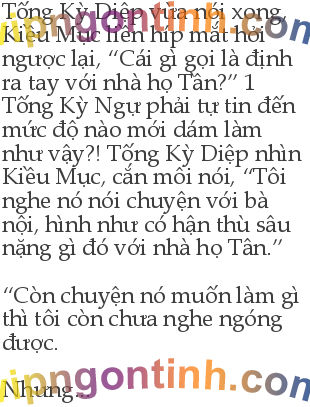 Tống Kỳ Diệp vừa nói xong,
Kiều Mục liền híp mắt hỏi
ngược lại, “Cái gì gọi là định
ra tay với nhà họ Tần?” 1
Tống Kỳ Ngự phải tự tin đến
mức độ nào mới dám làm
như vậy?! Tống Kỳ Diệp nhìn
Kiều Mục, cắn môi nói, “Tôi
nghe nó nói chuyện với bà
nội, hình như có hận thù sâu
nặng gì đó với nhà họ Tần.”
“Còn chuyện nó muốn làm gì
thì tôi còn chưa nghe ngóng
được.
vipngontinh.com
Nhưng...